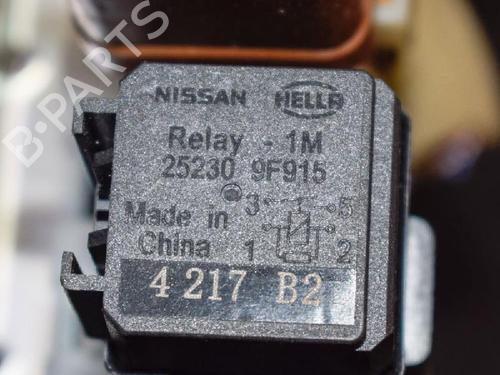 NISSAN HELLA
Relay - 1M
25230 9F915
3 5
Made in
China 1 2
4 217 B2
B-PARTS